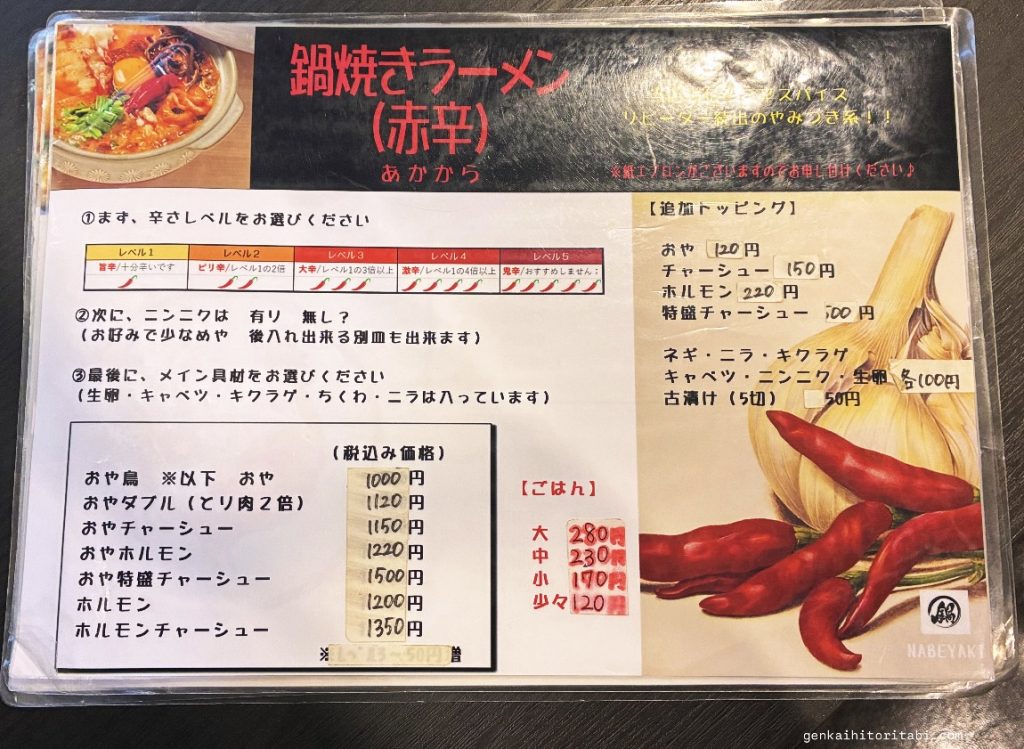 鍋焼きラーメン
(赤辛)
あかから
スパイス
リピーター続出のやみつき系！！
※紙エプロンがございますのでお申し付けください♪
①まず、辛さレベルをお選びください
レベル1 レベル2 レベル3 レベル4 レベル5
旨辛/十分辛いです ピリ辛/レベル1の2倍 大辛/レベル1の3倍以上 激辛/レベル1の4倍以上 鬼辛/おすすめしません；
②次に、ニンニクは 有り 無し？
(お好みで少なめや 後入れ出来る別皿も出来ます)
③最後に、メイン具材をお選びください
(生卵・キャベツ・キクラゲ・ちくわ・ニラは入っています)
(税込み価格)
おや鳥 ※以下 おや 1000円
おやダブル(とり肉2倍) 1120円
おやチャーシュー 1150円
おやホルモン 1220円
おや特盛チャーシュー 1500円
ホルモン 1200円
ホルモンチャーシュー 1350円
※ 増
【ごはん】
大 280円
中 230円
小 170円
少々 120
【追加トッピング】
おや 120円
チャーシュー 150円
ホルモン 220円
特盛チャーシュー 500円
ネギ・ニラ・キクラゲ
キャベツ・ニンニク・生卵 各100円
古漬け(5切) 50円
鍋
NABEYAKI
genkaihitoritabi.com